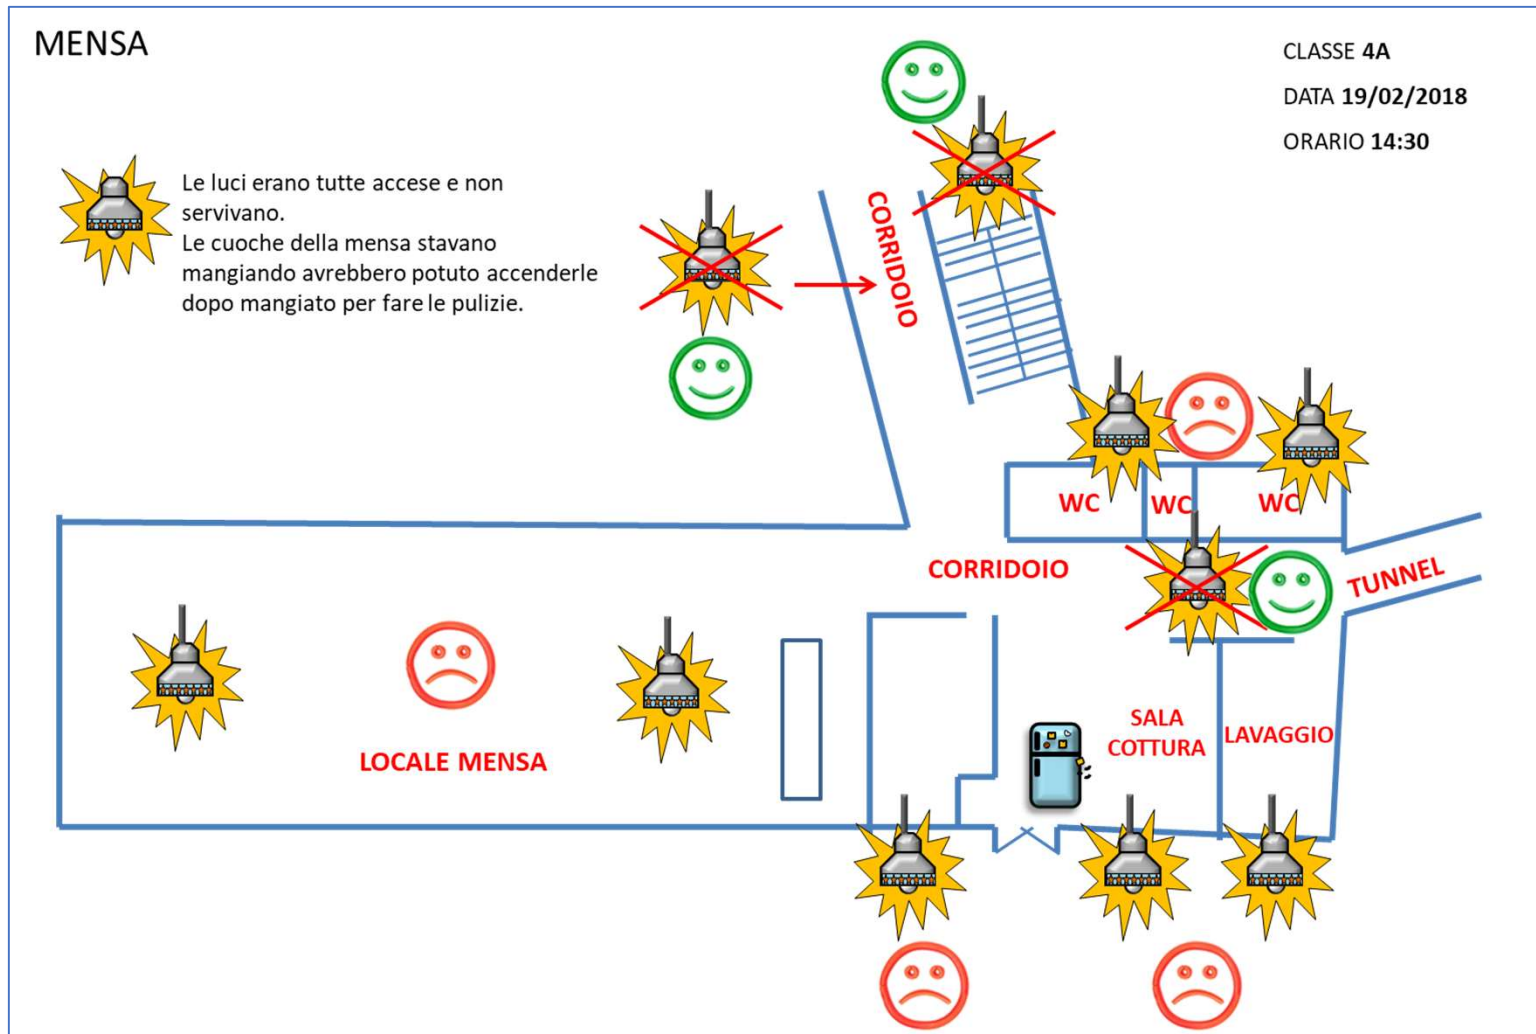 MENSA
CLASSE 4A
DATA 19/02/2018
ORARIO 14:30
Le luci erano tutte accese e non
servivano.
Le cuoche della mensa stavano
mangiando avrebbero potuto accenderle
dopo mangiato per fare le pulizie.
CORRIDOIO
WC
WC
WC
CORRIDOIO
TUNNEL
SALA
COTTURA
LAVAGGIO
LOCALE MENSA